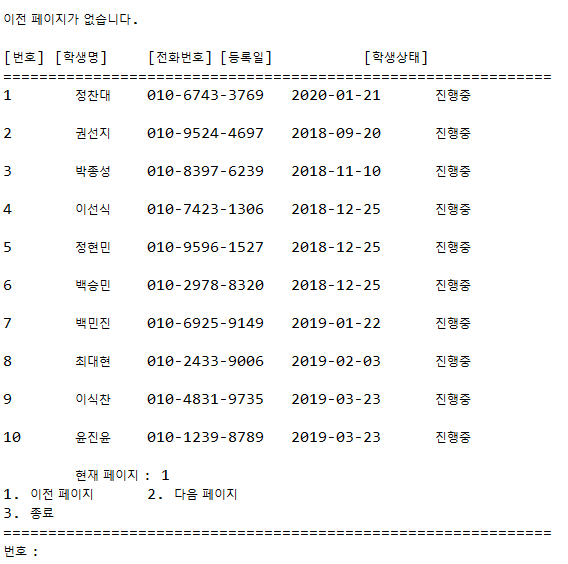 이전 페이지가 없습니다.
[번호] [학생명] [전화번호] [등록일] [학생상태]
=============================================================
1 정찬대 010-6743-3769 2020-01-21 진행중
2 권선지 010-9524-4697 2018-09-20 진행중
3 박종성 010-8397-6239 2018-11-10 진행중
4 이선식 010-7423-1306 2018-12-25 진행중
5 정현민 010-9596-1527 2018-12-25 진행중
6 백승민 010-2978-8320 2018-12-25 진행중
7 백민진 010-6925-9149 2019-01-22 진행중
8 최대현 010-2433-9006 2019-02-03 진행중
9 이식찬 010-4831-9735 2019-03-23 진행중
10 윤진윤 010-1239-8789 2019-03-23 진행중
현재 페이지 : 1
1. 이전 페이지 2. 다음 페이지
3. 종료
=============================================================
번호 :